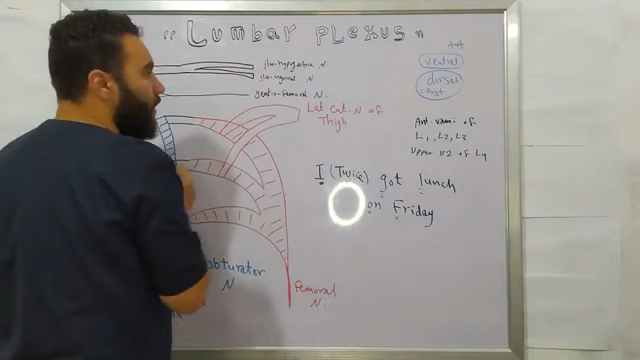 " Lumbar Plexus "
ilio-hypogastric N
ilio-inguinal N
genito-femoral N.
Lat. Cut. N of
Thigh
Ant
ventral
dorsal
Post
Ant. rami of
L1, L2, L3
Upper 1/2 of L4
I (Twice) got lunch
on Friday
obturator
N
Femoral
N.